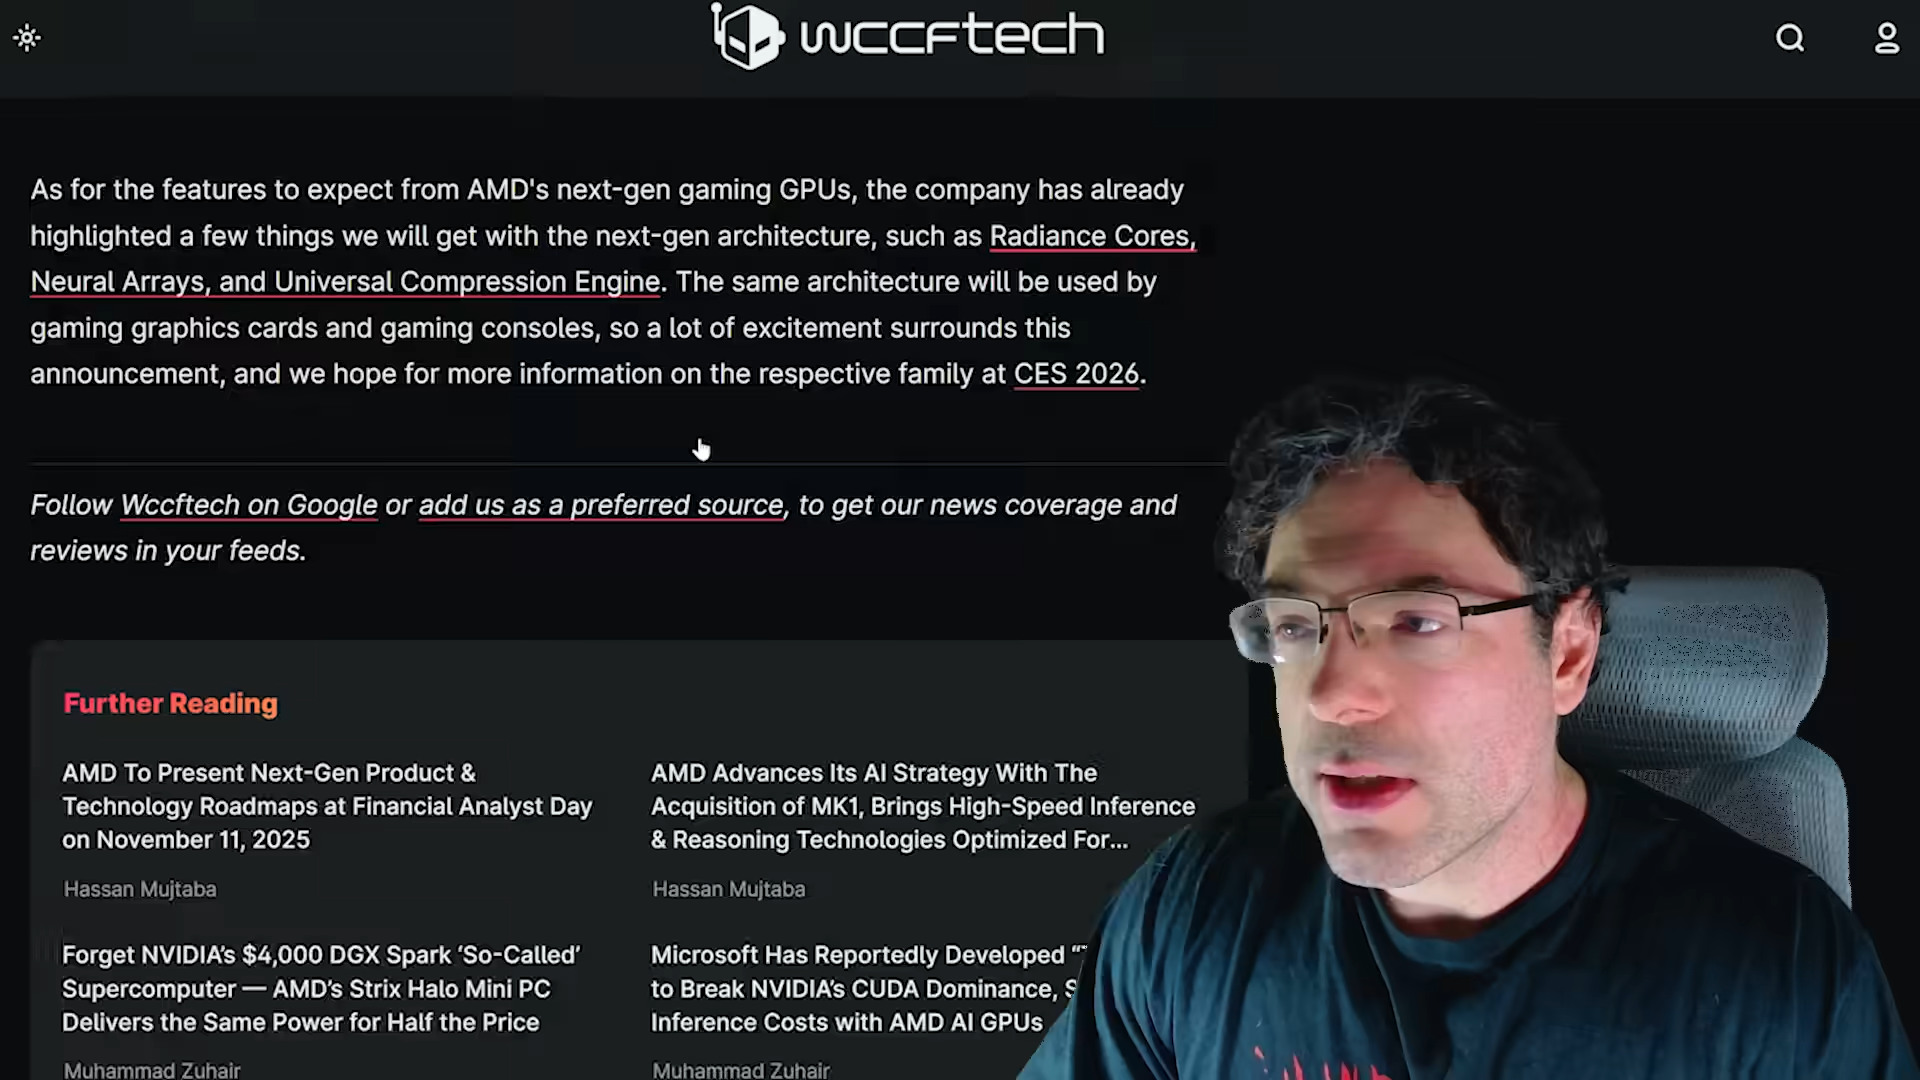 wccftech
As for the features to expect from AMD's next-gen gaming GPUs, the company has already
highlighted a few things we will get with the next-gen architecture, such as Radiance Cores,
Neural Arrays, and Universal Compression Engine. The same architecture will be used by
gaming graphics cards and gaming consoles, so a lot of excitement surrounds this
announcement, and we hope for more information on the respective family at CES 2026.
Follow Wccftech on Google or add us as a preferred source, to get our news coverage and
reviews in your feeds.
Further Reading
AMD To Present Next-Gen Product &
Technology Roadmaps at Financial Analyst Day
on November 11, 2025
Hassan Mujtaba
AMD Advances Its AI Strategy With The
Acquisition of MK1, Brings High-Speed Inference
& Reasoning Technologies Optimized For...
Hassan Mujtaba
Forget NVIDIA's $4,000 DGX Spark 'So-Called'
Supercomputer — AMD's Strix Halo Mini PC
Delivers the Same Power for Half the Price
Muhammad Zuhair
Microsoft Has Reportedly Developed
to Break NVIDIA's CUDA Dominance,
Inference Costs with AMD AI GPUs
Muhammad Zuhair